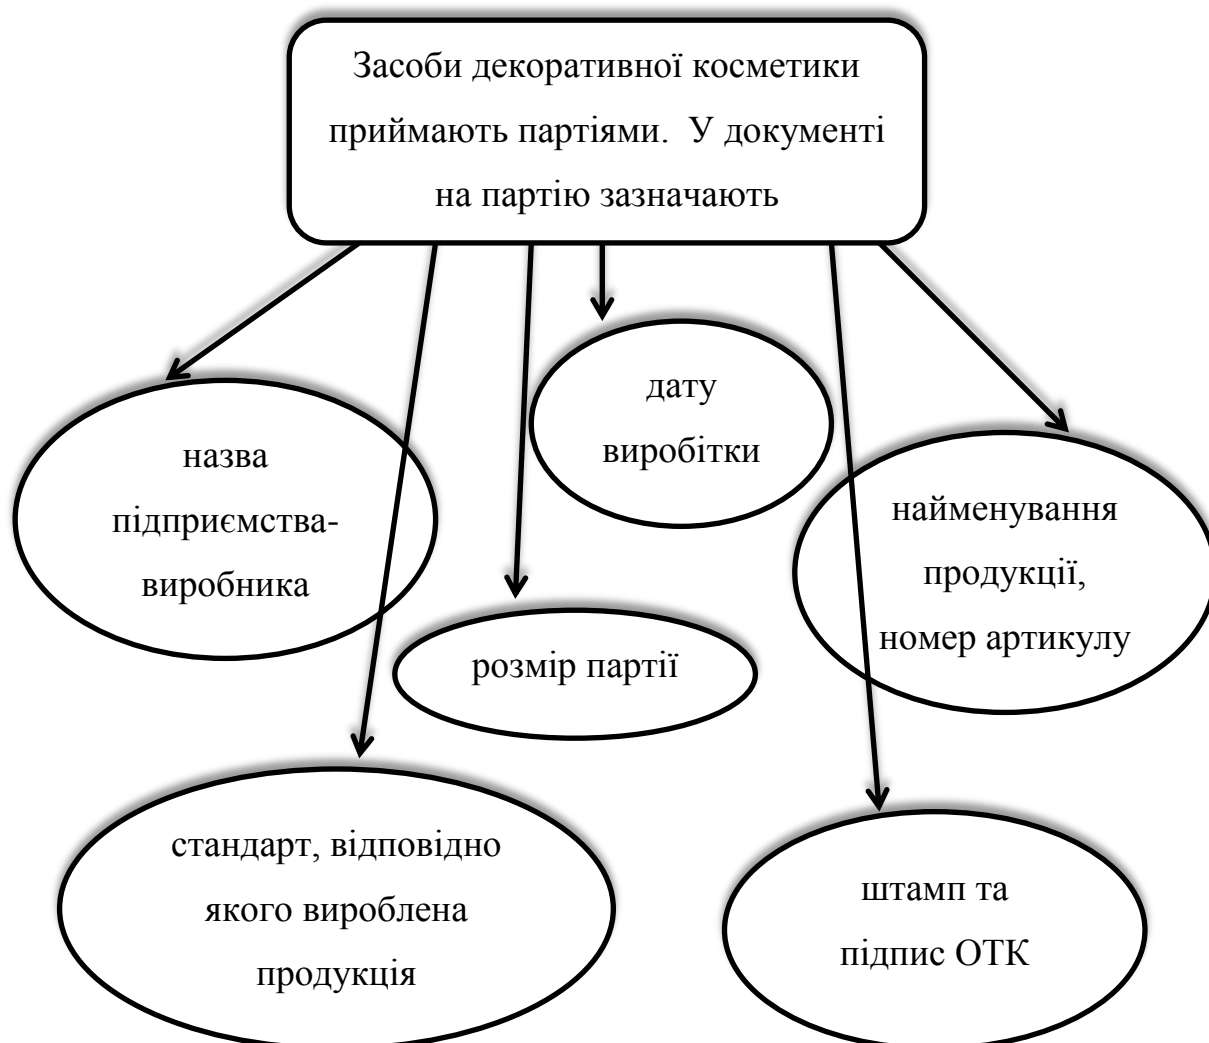 Засоби декоративної косметики
приймають партіями. У документі
на партію зазначають
назва
підприємства-
виробника
дату
виробітки
найменування
продукції,
номер артикулу
розмір партії
стандарт, відповідно
якого вироблена
продукція
штамп та
підпис ОТК